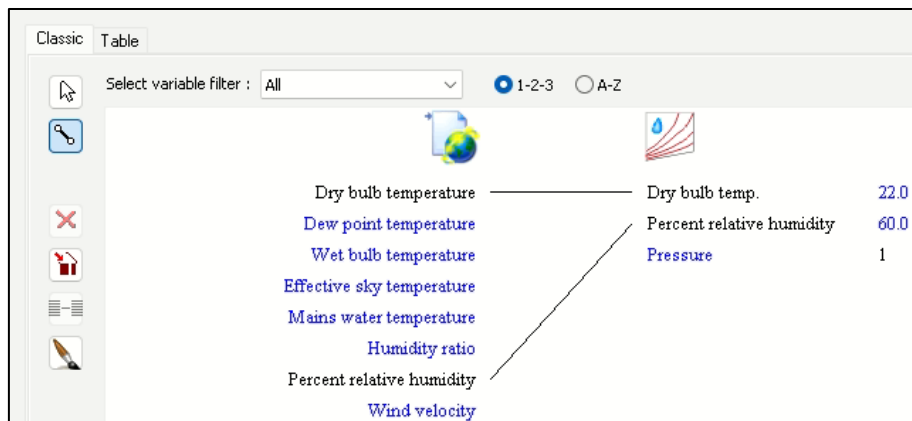 Classic Table
Select variable filter : All 1-2-3 A-Z
Dry bulb temperature Dry bulb temp. 22.0
Dew point temperature Percent relative humidity 60.0
Wet bulb temperature Pressure 1
Effective sky temperature
Mains water temperature
Humidity ratio
Percent relative humidity
Wind velocity